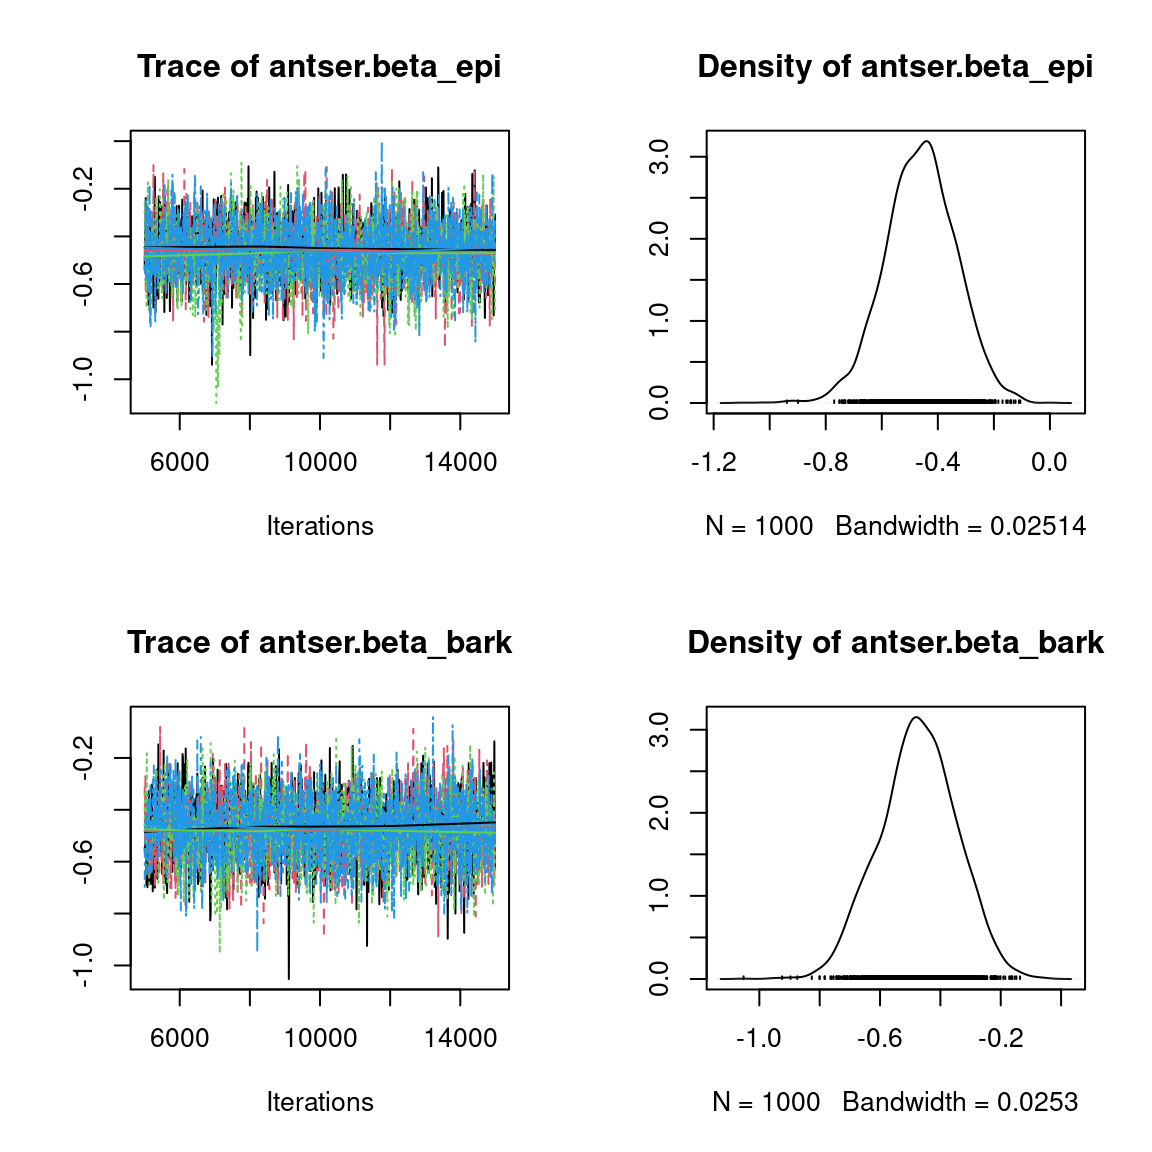 Trace of antser.beta_epi
-0.2
-0.6
-1.0
6000 10000 14000
Iterations
Density of antser.beta_epi
3.0
2.0
1.0
0.0
-1.2 -0.8 -0.4 0.0
N = 1000 Bandwidth = 0.02514
Trace of antser.beta_bark
-0.2
-0.6
-1.0
6000 10000 14000
Iterations
Density of antser.beta_bark
3.0
2.0
1.0
0.0
-1.0 -0.6 -0.2
N = 1000 Bandwidth = 0.0253